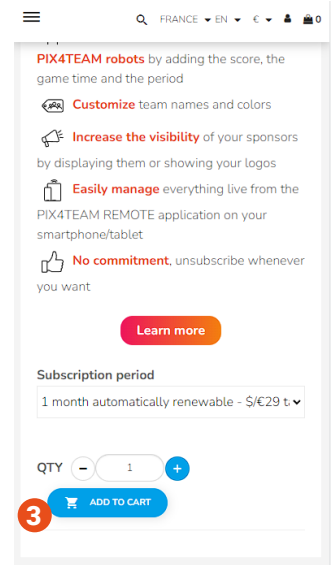 FRANCE EN € 0
PIX4TEAM robots by adding the score, the
game time and the period
Customize team names and colors
Increase the visibility of your sponsors
by displaying them or showing your logos
Easily manage everything live from the
PIX4TEAM REMOTE application on your
smartphone/tablet
No commitment, unsubscribe whenever
you want
Learn more
Subscription period
1 month automatically renewable - $/€29 t
QTY - 1 +
3 ADD TO CART